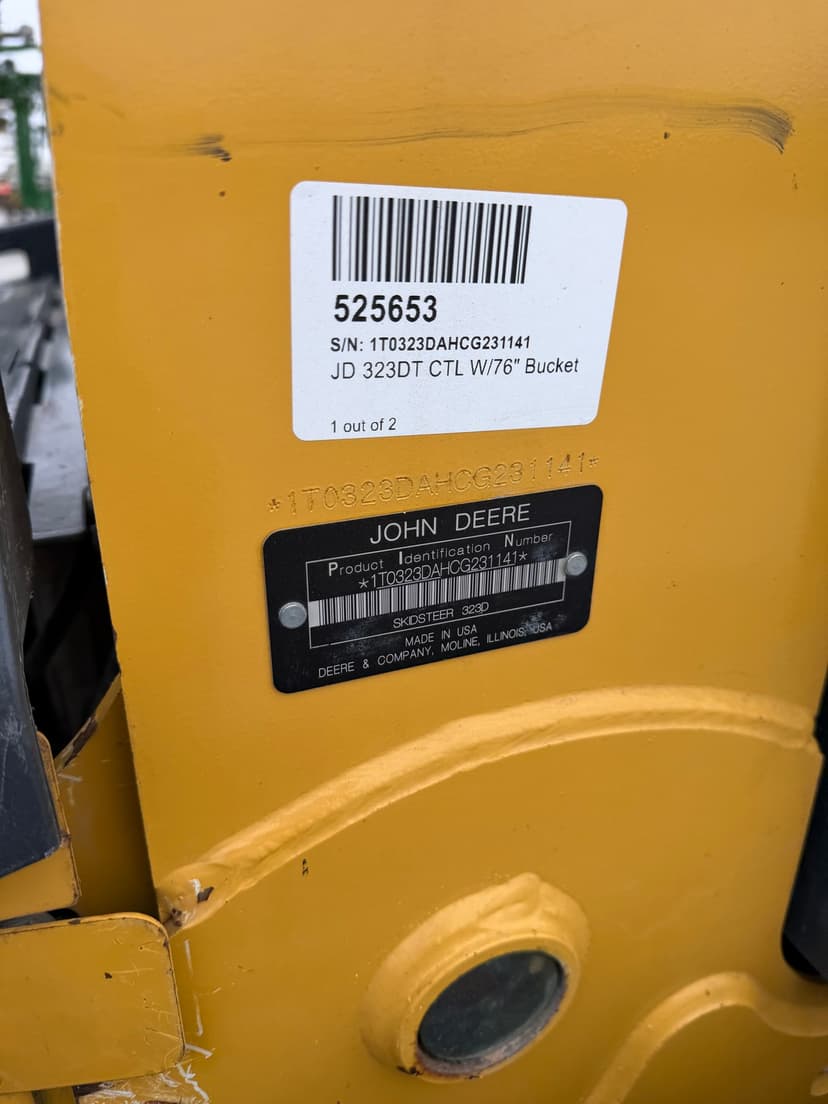 525653
S/N: 1T0323DAHCG231141
JD 323DT CTL W/76" Bucket
1 out of 2
*1T0323DAHCG231141*
JOHN DEERE
Product Identification Number
*1T0323DAHCG231141*
SKIDSTEER 323D
MADE IN USA
DEERE & COMPANY, MOLINE, ILLINOIS, USA